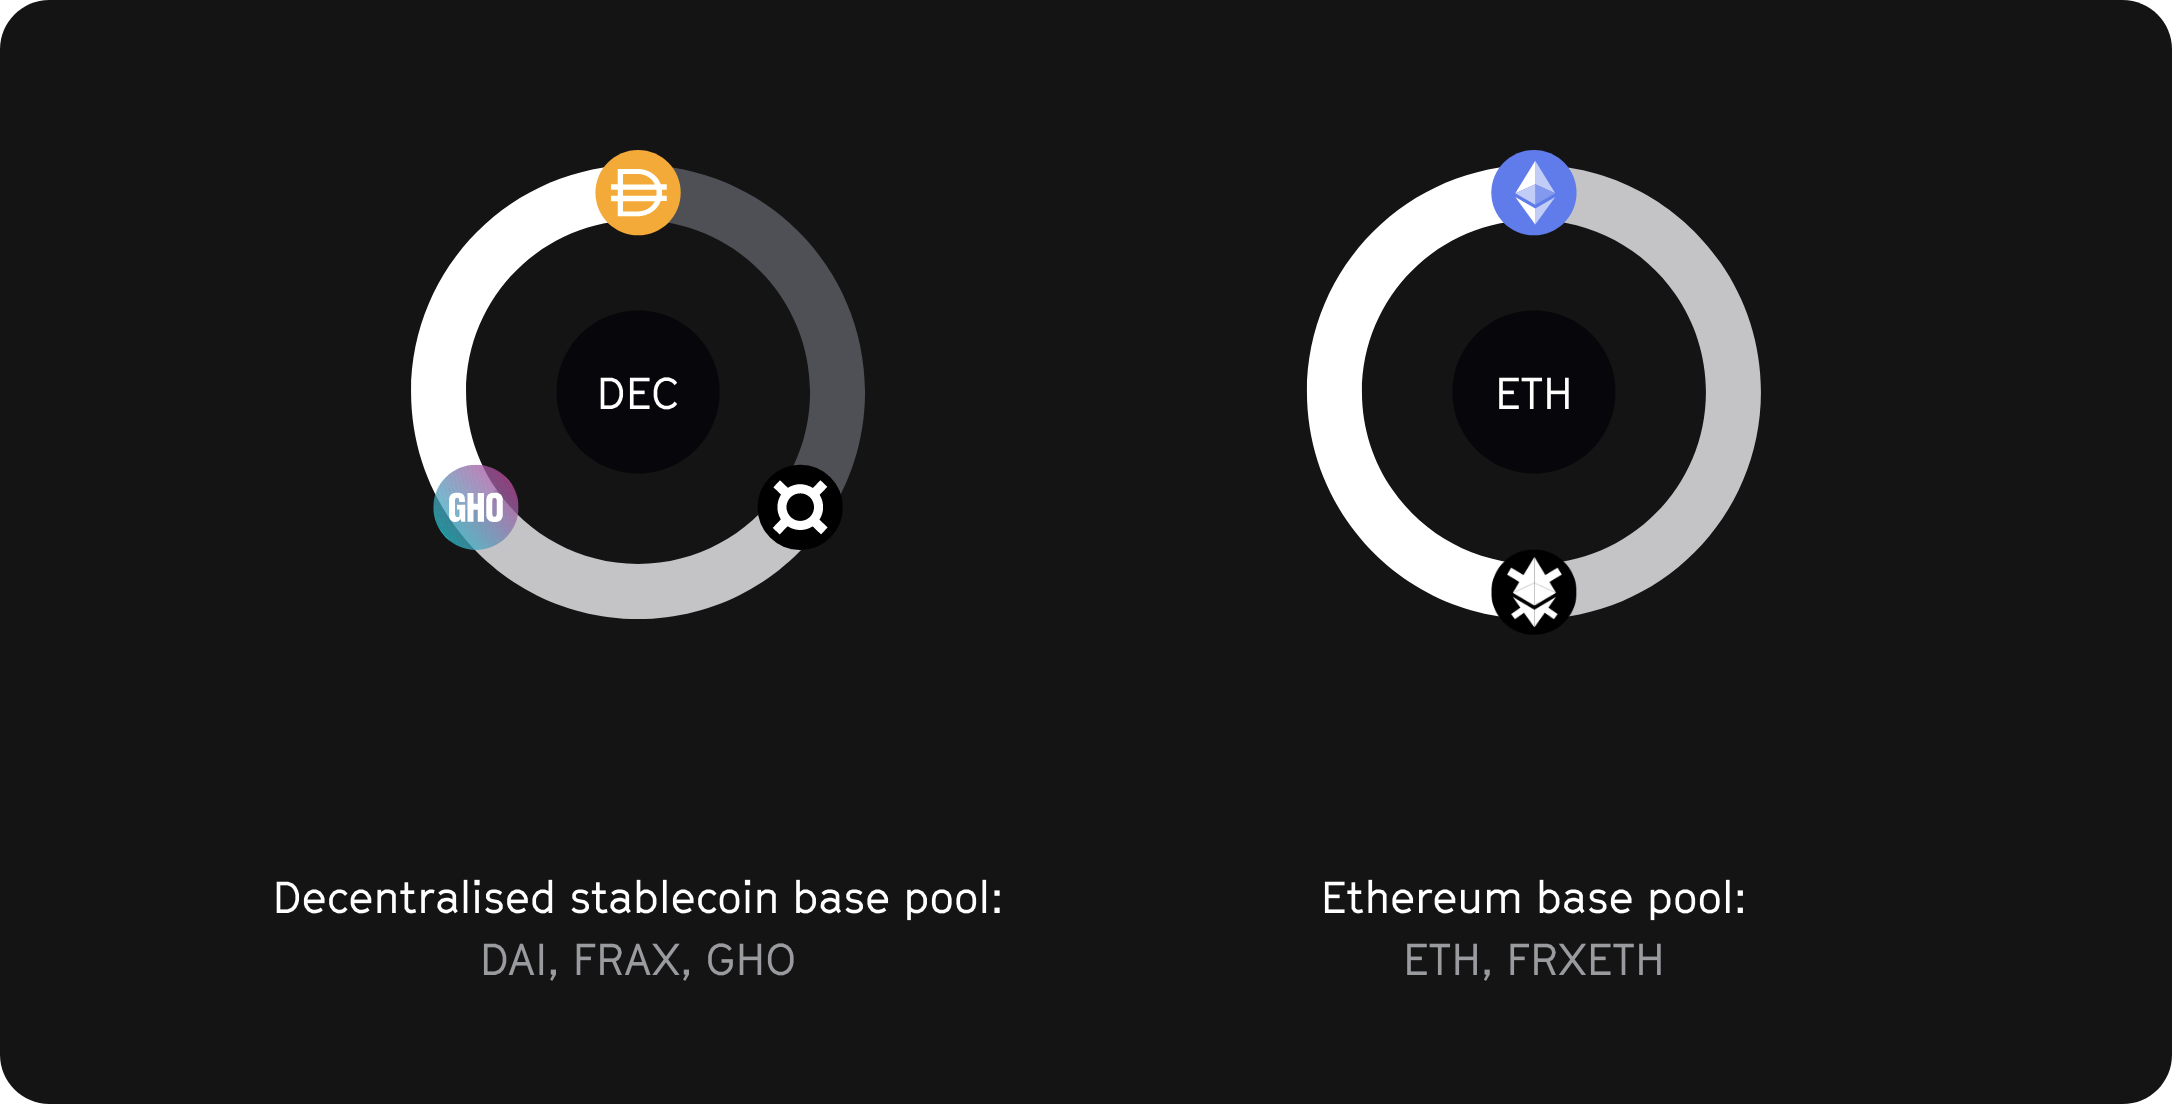 DEC
ETH
GHO
Decentralised stablecoin base pool:
DAI, FRAX, GHO
Ethereum base pool:
ETH, FRXETH